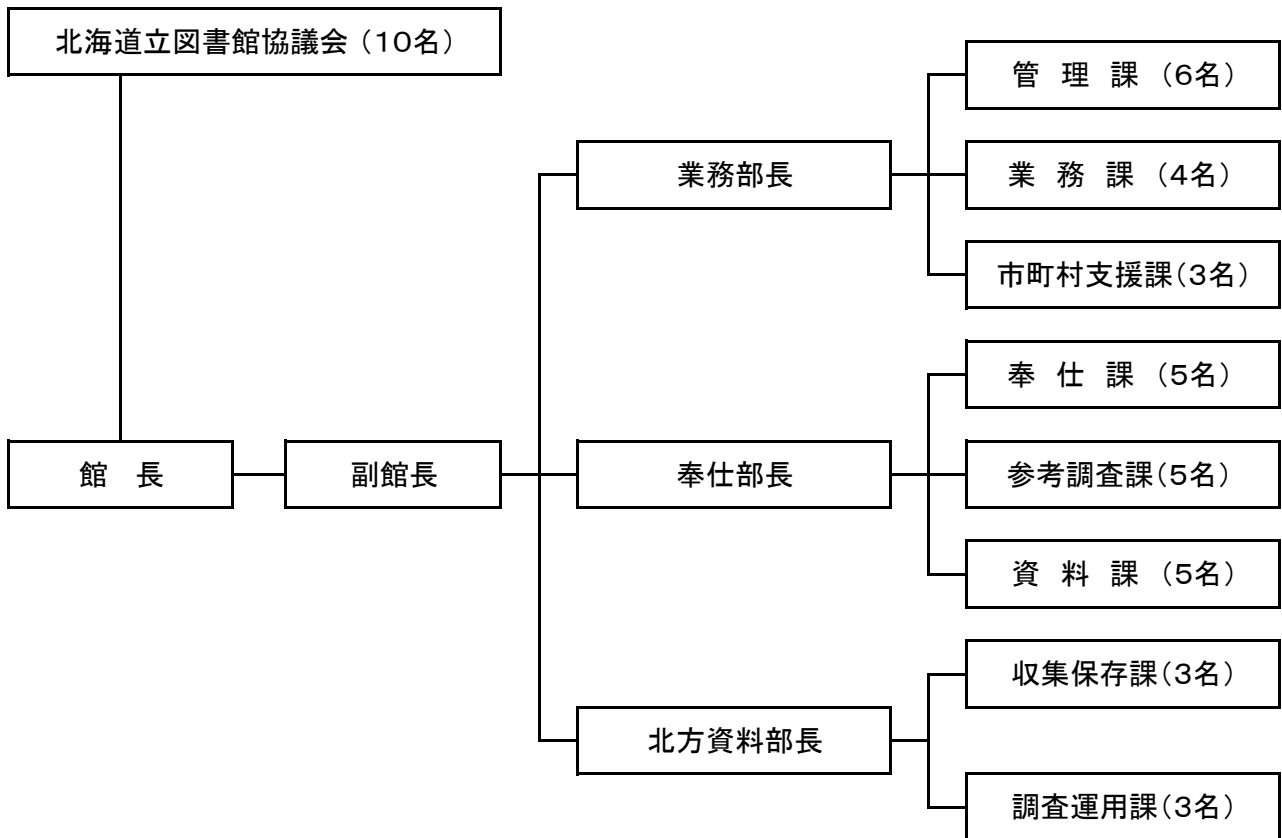 北海道立図書館協議会（10名）
管　理　課　（6名）
業務部長
業　務　課　（4名）
市町村支援課（3名）
奉　仕　課　（5名）
館　長
副館長
奉仕部長
参考調査課（5名）
資　料　課　（5名）
収集保存課（3名）
北方資料部長
調査運用課（3名）